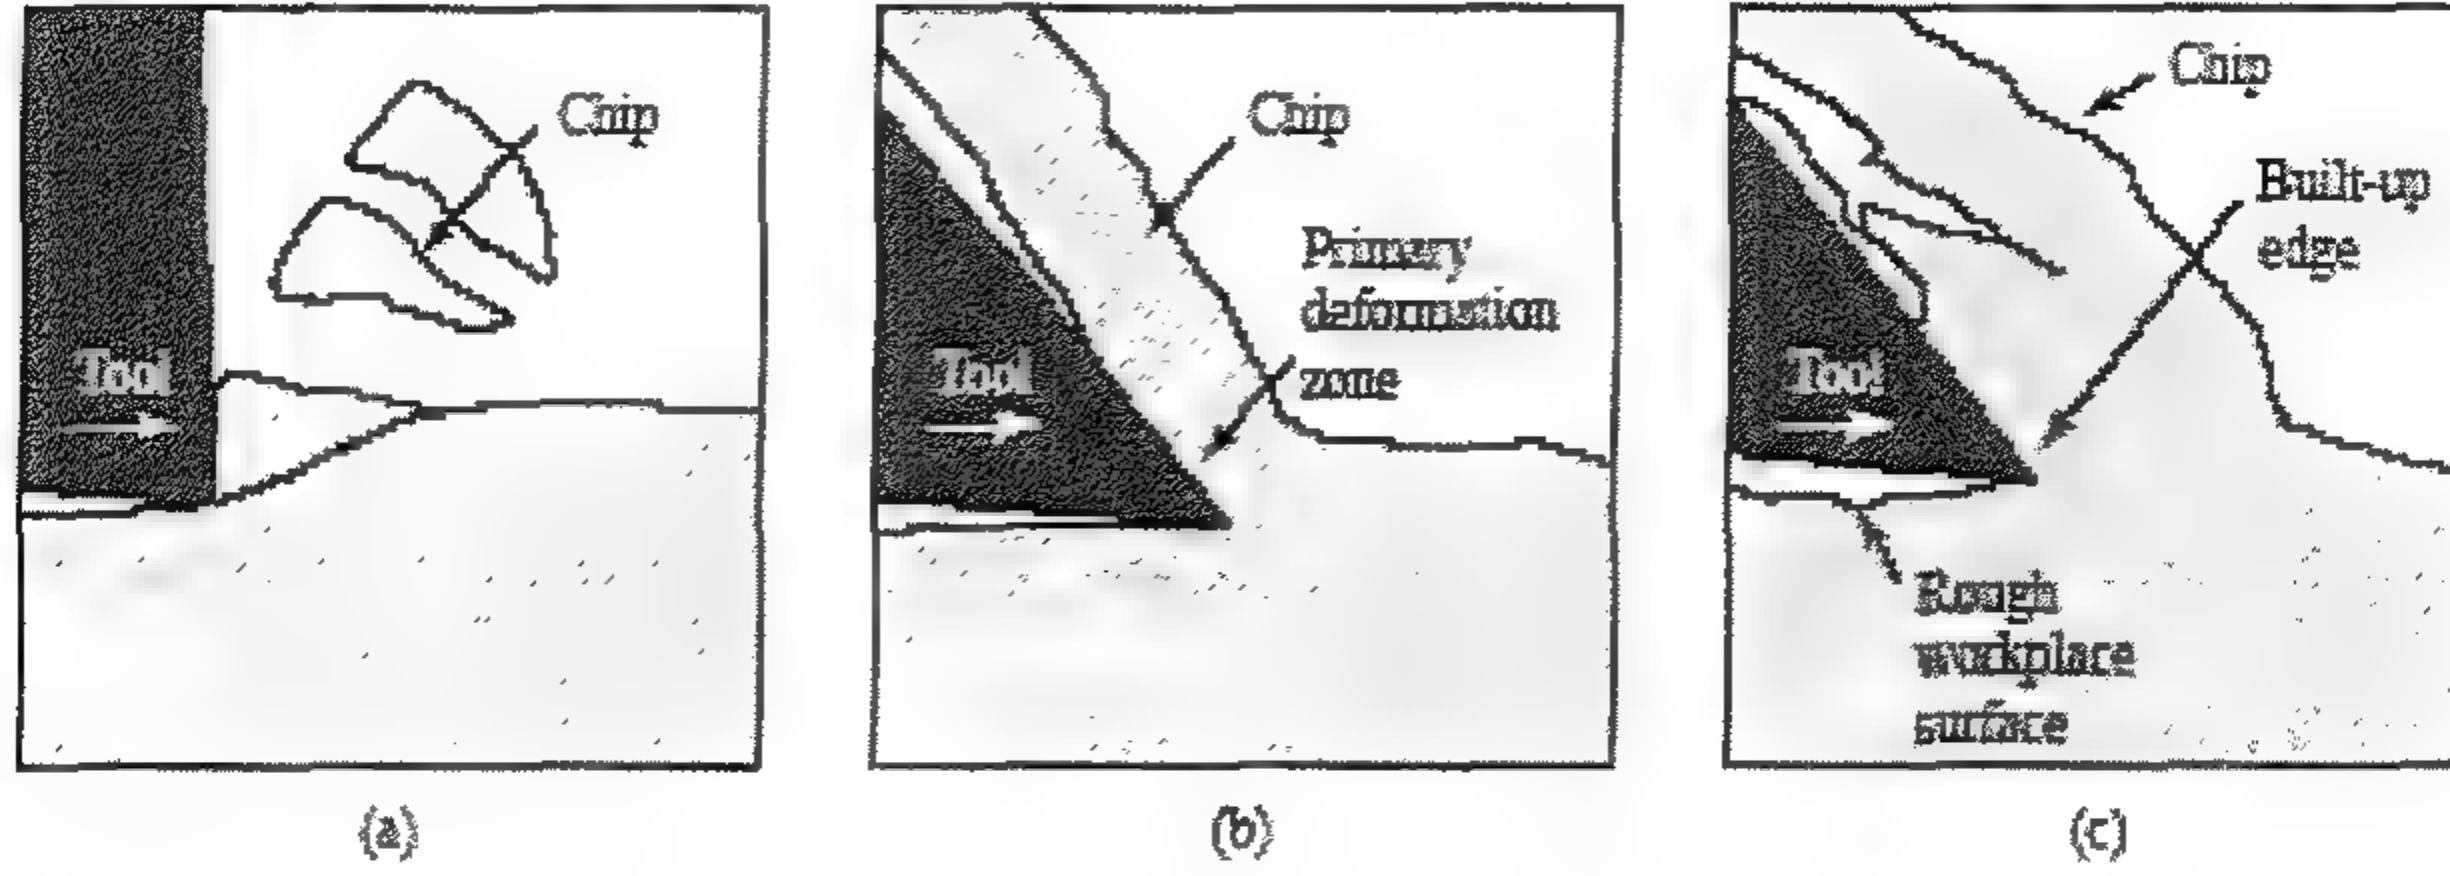 Chip
Tool
(a)
Chip
Primary
deformation
zone
Tool
(b)
Chip
Built-up
edge
Tool
Rough
workplace
surface
(c)